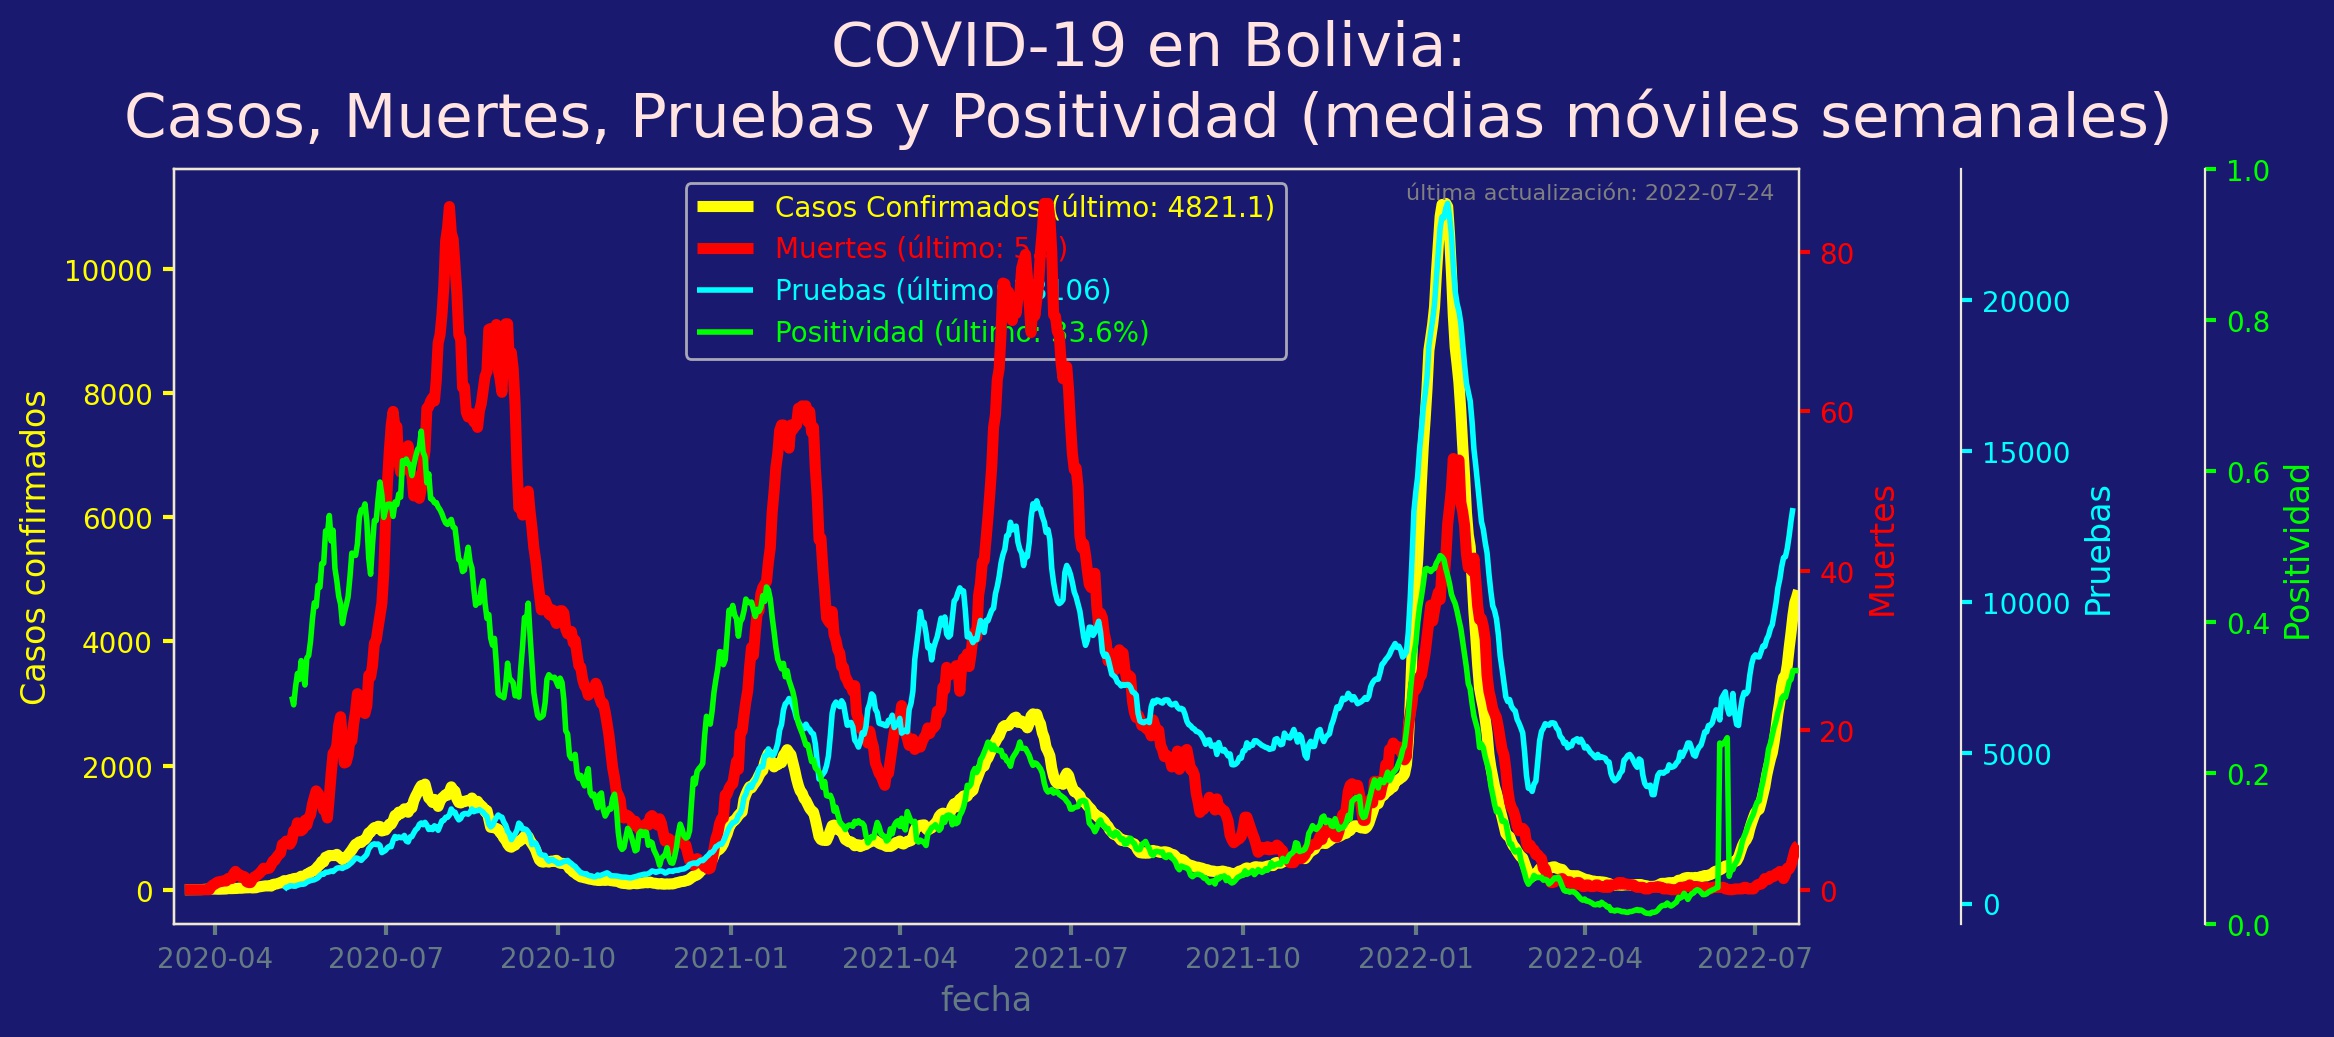 COVID-19 en Bolivia:
Casos, Muertes, Pruebas y Positividad (medias móviles semanales)
última actualización: 2022-07-24
Casos Confirmados (último: 4821.1)
Muertes (último:
Pruebas (último:
Positividad (último: 33.6%)
Casos confirmados
10000
8000
6000
4000
2000
0
Muertes
80
60
40
20
0
Pruebas
20000
15000
10000
5000
0
Positividad
1.0
0.8
0.6
0.4
0.2
0.0
2020-04 2020-07 2020-10 2021-01 2021-04 2021-07 2021-10 2022-01 2022-04 2022-07
fecha